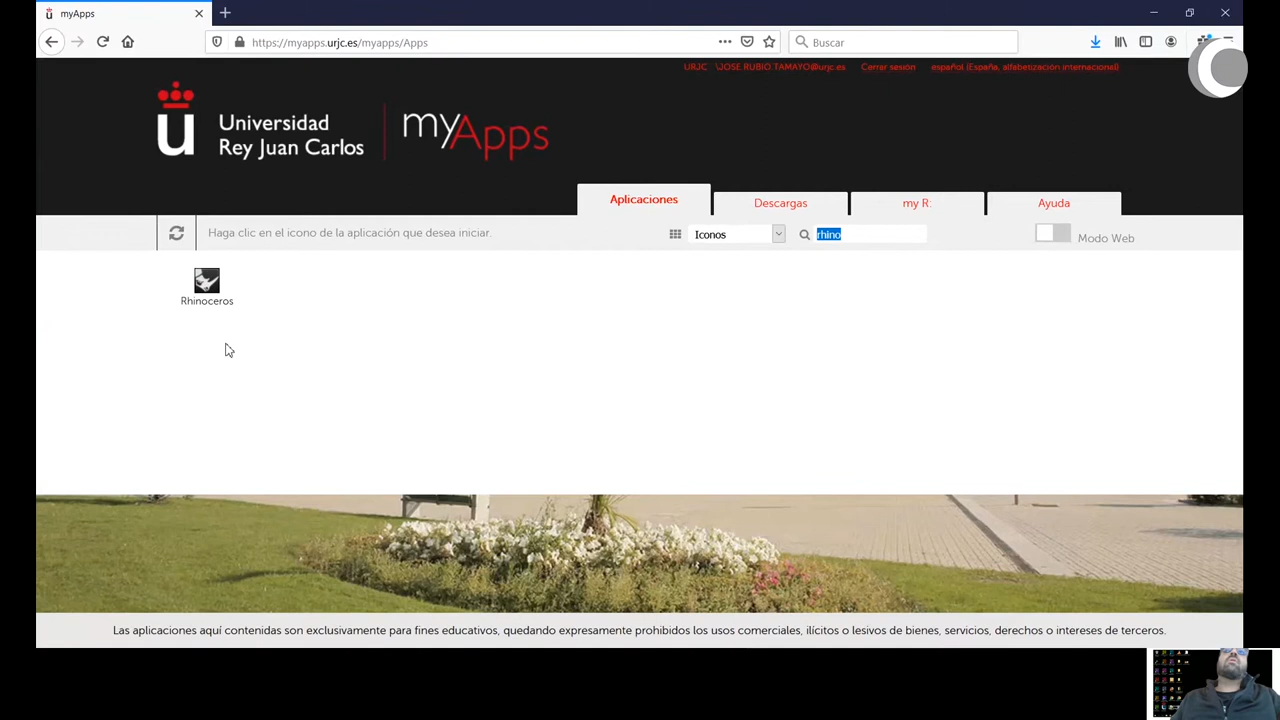 myApps
https://myapps.urjc.es/myapps/Apps
Buscar
URJC \JOSE RUBIO TAMAYO@urjc.es Cerrar sesión español (España, alfabetización internacional)
Universidad
Rey Juan Carlos
myApps
Aplicaciones
Descargas
my R:
Ayuda
Haga clic en el icono de la aplicación que desea iniciar.
Iconos
rhino
Modo Web
Rhinoceros
Las aplicaciones aquí contenidas son exclusivamente para fines educativos, quedando expresamente prohibidos los usos comerciales, ilícitos o lesivos de bienes, servicios, derechos o intereses de terceros.